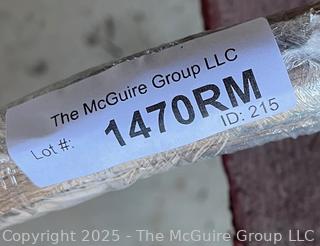 The McGuire Group LLC
Lot #: 1470RM
ID: 215
Copyright 2025 - The McGuire Group LLC